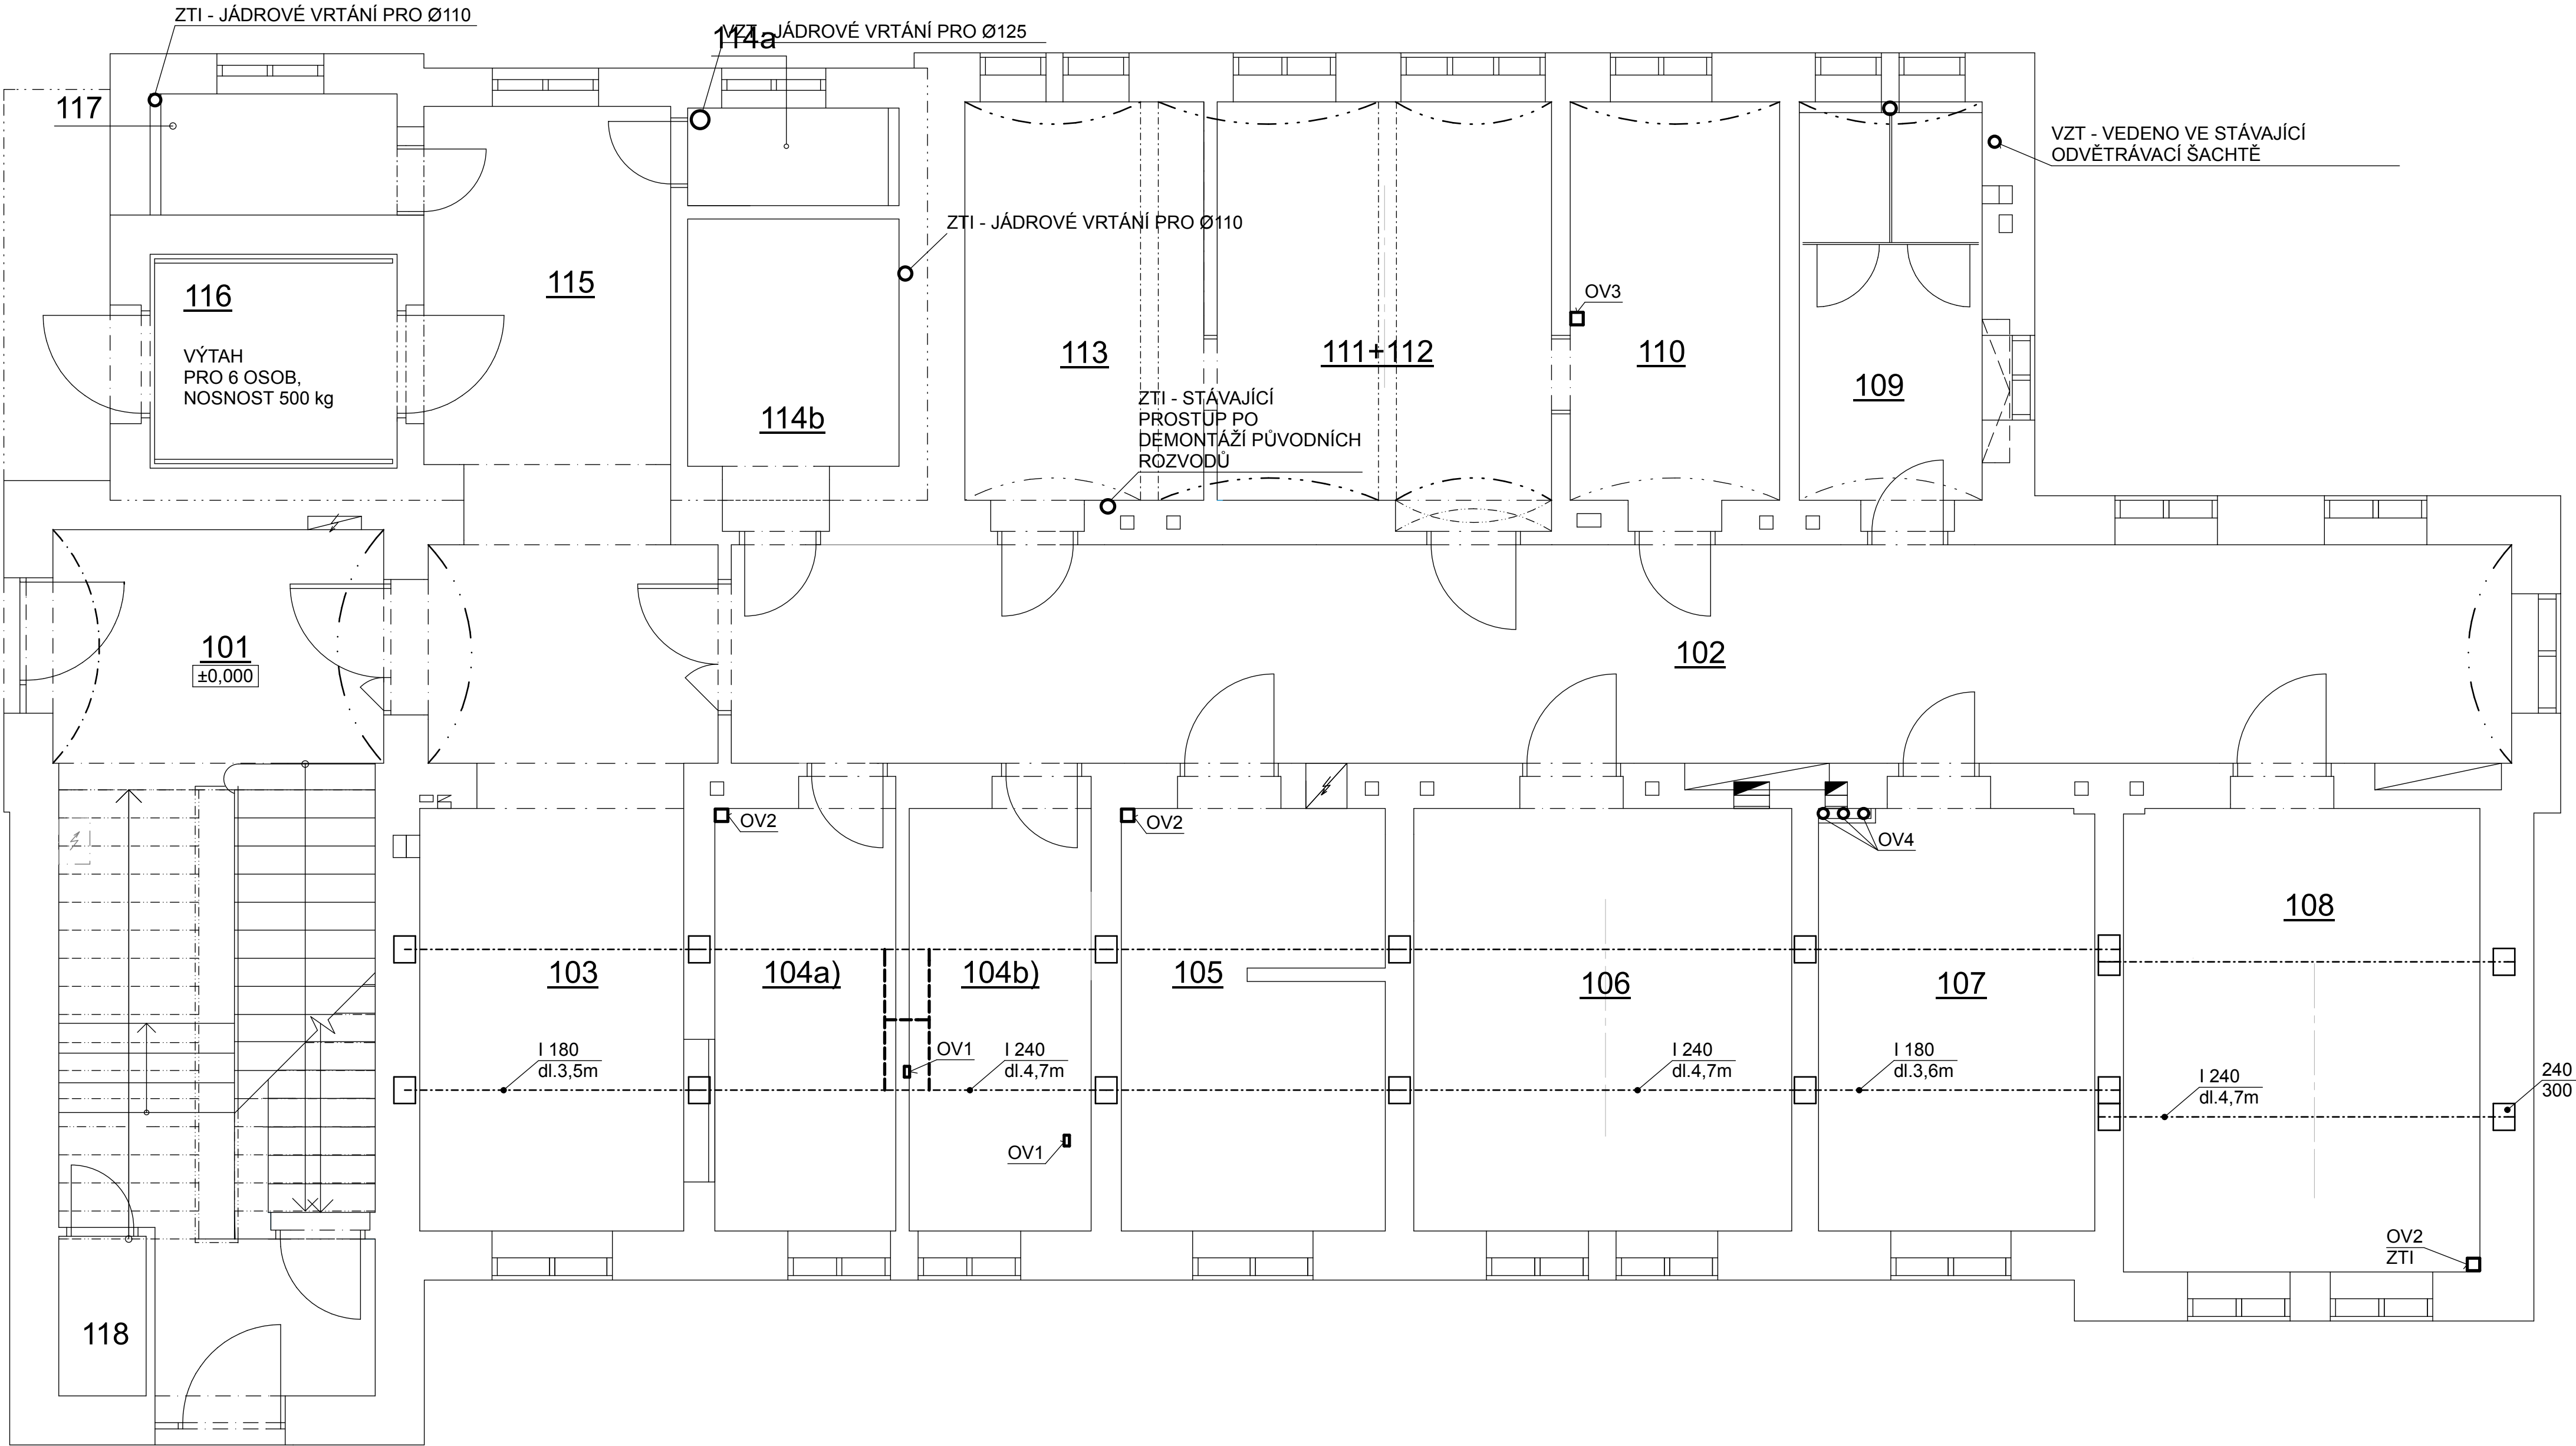 ZTI - JÁDROVÉ VRTÁNÍ PRO Ø110
114a
VZT - JÁDROVÉ VRTÁNÍ PRO Ø125
117
VZT - VEDENO VE STÁVAJÍCÍ
ODVĚTRÁVACÍ ŠACHTĚ
ZTI - JÁDROVÉ VRTÁNÍ PRO Ø110
116
115
VÝTAH
PRO 6 OSOB,
NOSNOST 500 kg
OV3
113
111+112
110
109
114b
ZTI - STÁVAJÍCÍ
PROSTUP PO
DEMONTÁŽÍ PŮVODNÍCH
ROZVODŮ
101
±0,000
102
OV2
OV2
OV4
108
103
104a)
104b)
105
106
107
I 180
dl.3,5m
OV1
I 240
dl.4,7m
I 240
dl.4,7m
I 180
dl.3,6m
I 240
dl.4,7m
240
300
OV1
OV2
ZTI
118